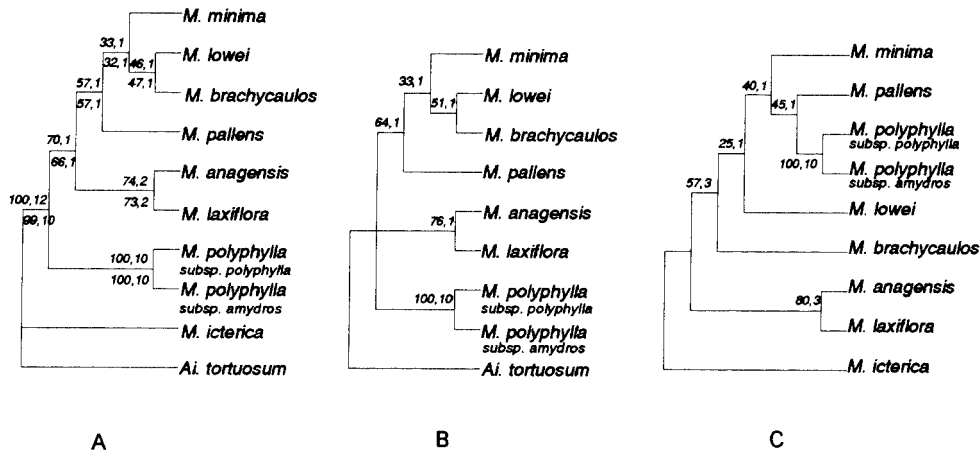 M. minima
33,1
32,1
46,1
M. lowei
47,1
57,1
M. brachycaulos
57,1
M. pallens
70,1
66,1
M. anagensis
74,2
73,2
M. laxiflora
100,12
99,10
M. polyphylla
subsp. polyphylla
100,10
100,10
M. polyphylla
subsp. amydros
M. icterica
Ai. tortuosum
A
M. minima
33,1
M. lowei
51,1
M. brachycaulos
64,1
M. pallens
M. anagensis
76,1
M. laxiflora
M. polyphylla
subsp. polyphylla
100,10
M. polyphylla
subsp. amydros
Ai. tortuosum
B
M. minima
40,1
M. pallens
45,1
M. polyphylla
subsp. polyphylla
25,1
100,10
M. polyphylla
subsp. amydros
57,3
M. lowei
M. brachycaulos
M. anagensis
80,3
M. laxiflora
M. icterica
C